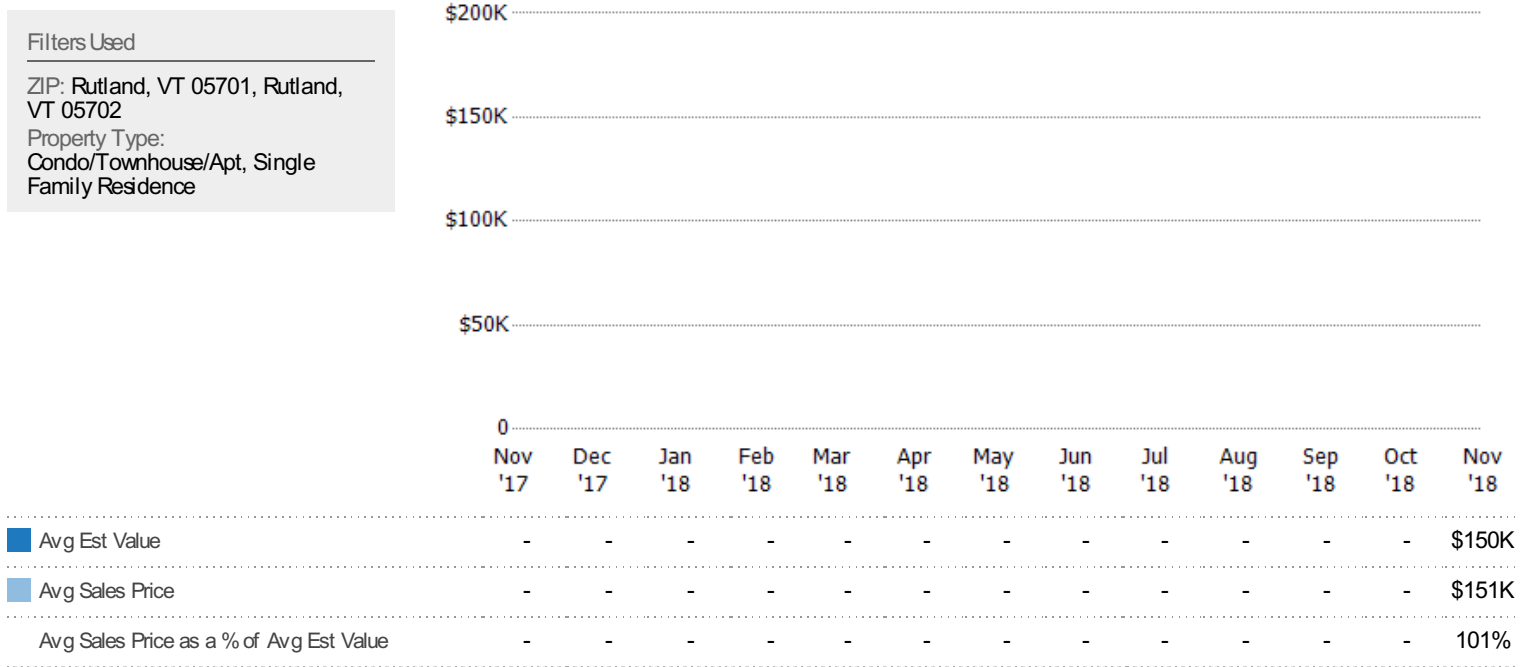 Filters Used
ZIP: Rutland, VT 05701, Rutland,
VT 05702
Property Type:
Condo/Townhouse/Apt, Single
Family Residence
$200K
$150K
$100K
$50K
0
Nov Dec Jan Feb Mar Apr May Jun Jul Aug Sep Oct Nov
'17 '17 '18 '18 '18 '18 '18 '18 '18 '18 '18 '18 '18
Avg Est Value - - - - - - - - - - - - $150K
Avg Sales Price - - - - - - - - - - - - $151K
Avg Sales Price as a % of Avg Est Value - - - - - - - - - - - - 101%